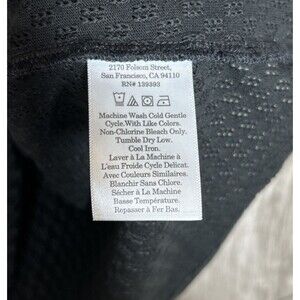 2170 Folsom Street,
San Francisco, CA 94110
RN# 139393
Machine Wash Cold Gentle
Cycle.With Like Colors.
Non-Chlorine Bleach Only.
Tumble Dry Low.
Cool Iron.
Laver à La Machine à
L'eau Froide Cycle Delicat.
Avec Couleurs Similaires.
Blanchir Sans Chlore.
Sécher à La Machine
Basse Température.
Repasser à Fer Bas.